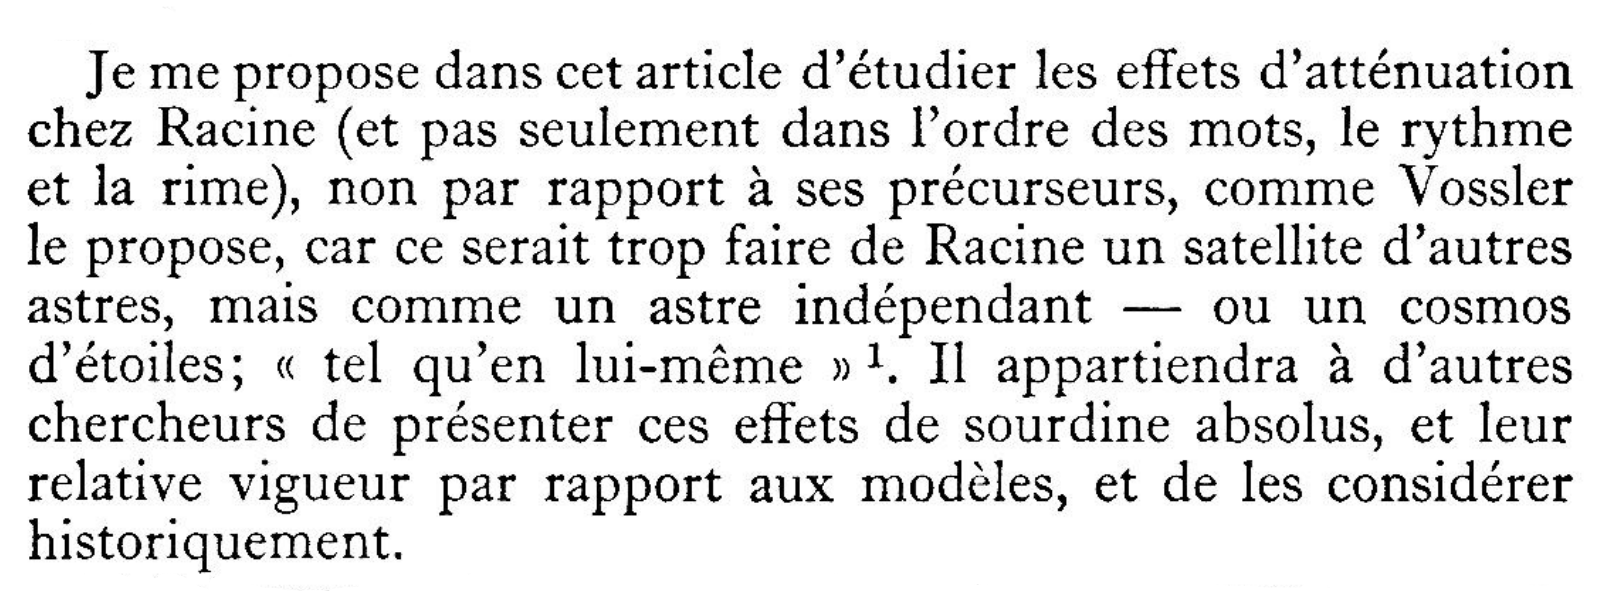 Je me propose dans cet article d'étudier les effets d'atténuation
chez Racine (et pas seulement dans l'ordre des mots, le rythme
et la rime), non par rapport à ses précurseurs, comme Vossler
le propose, car ce serait trop faire de Racine un satellite d'autres
astres, mais comme un astre indépendant — ou un cosmos
d'étoiles; « tel qu'en lui-même » ¹. Il appartiendra à d'autres
chercheurs de présenter ces effets de sourdine absolus, et leur
relative vigueur par rapport aux modèles, et de les considérer
historiquement.